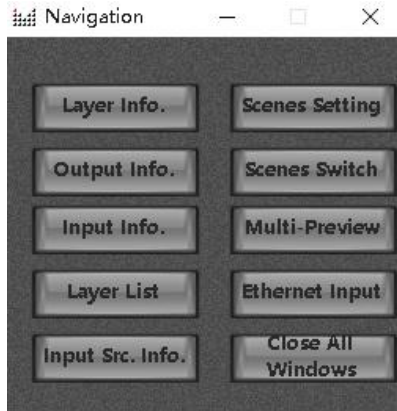 Navigation
Layer Info.
Scenes Setting
Output Info.
Scenes Switch
Input Info.
Multi-Preview
Layer List
Ethernet Input
Input Src. Info.
Close All
Windows